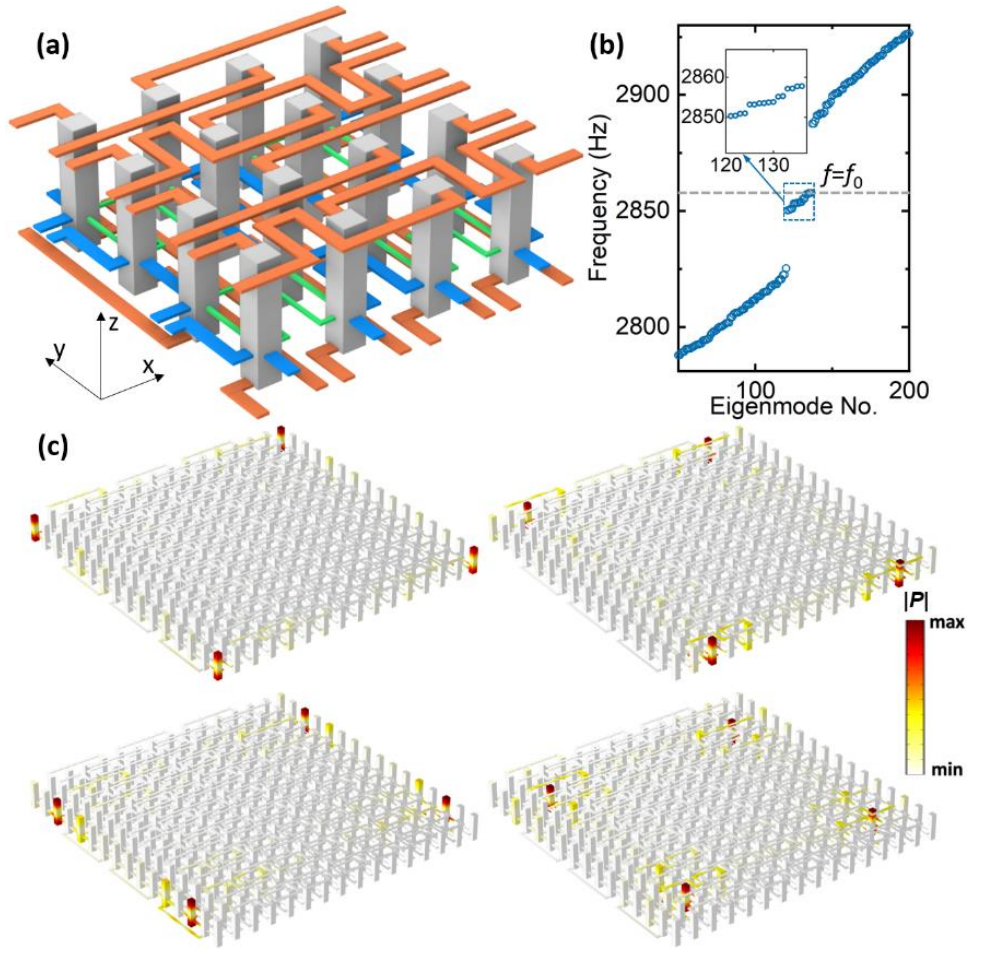 (a)
z
y
x
(b)
2900
2850
2800
Frequency (Hz)
2860
2850
120
130
f=f₀
100
200
Eigenmode No.
(c)
|P|
max
min